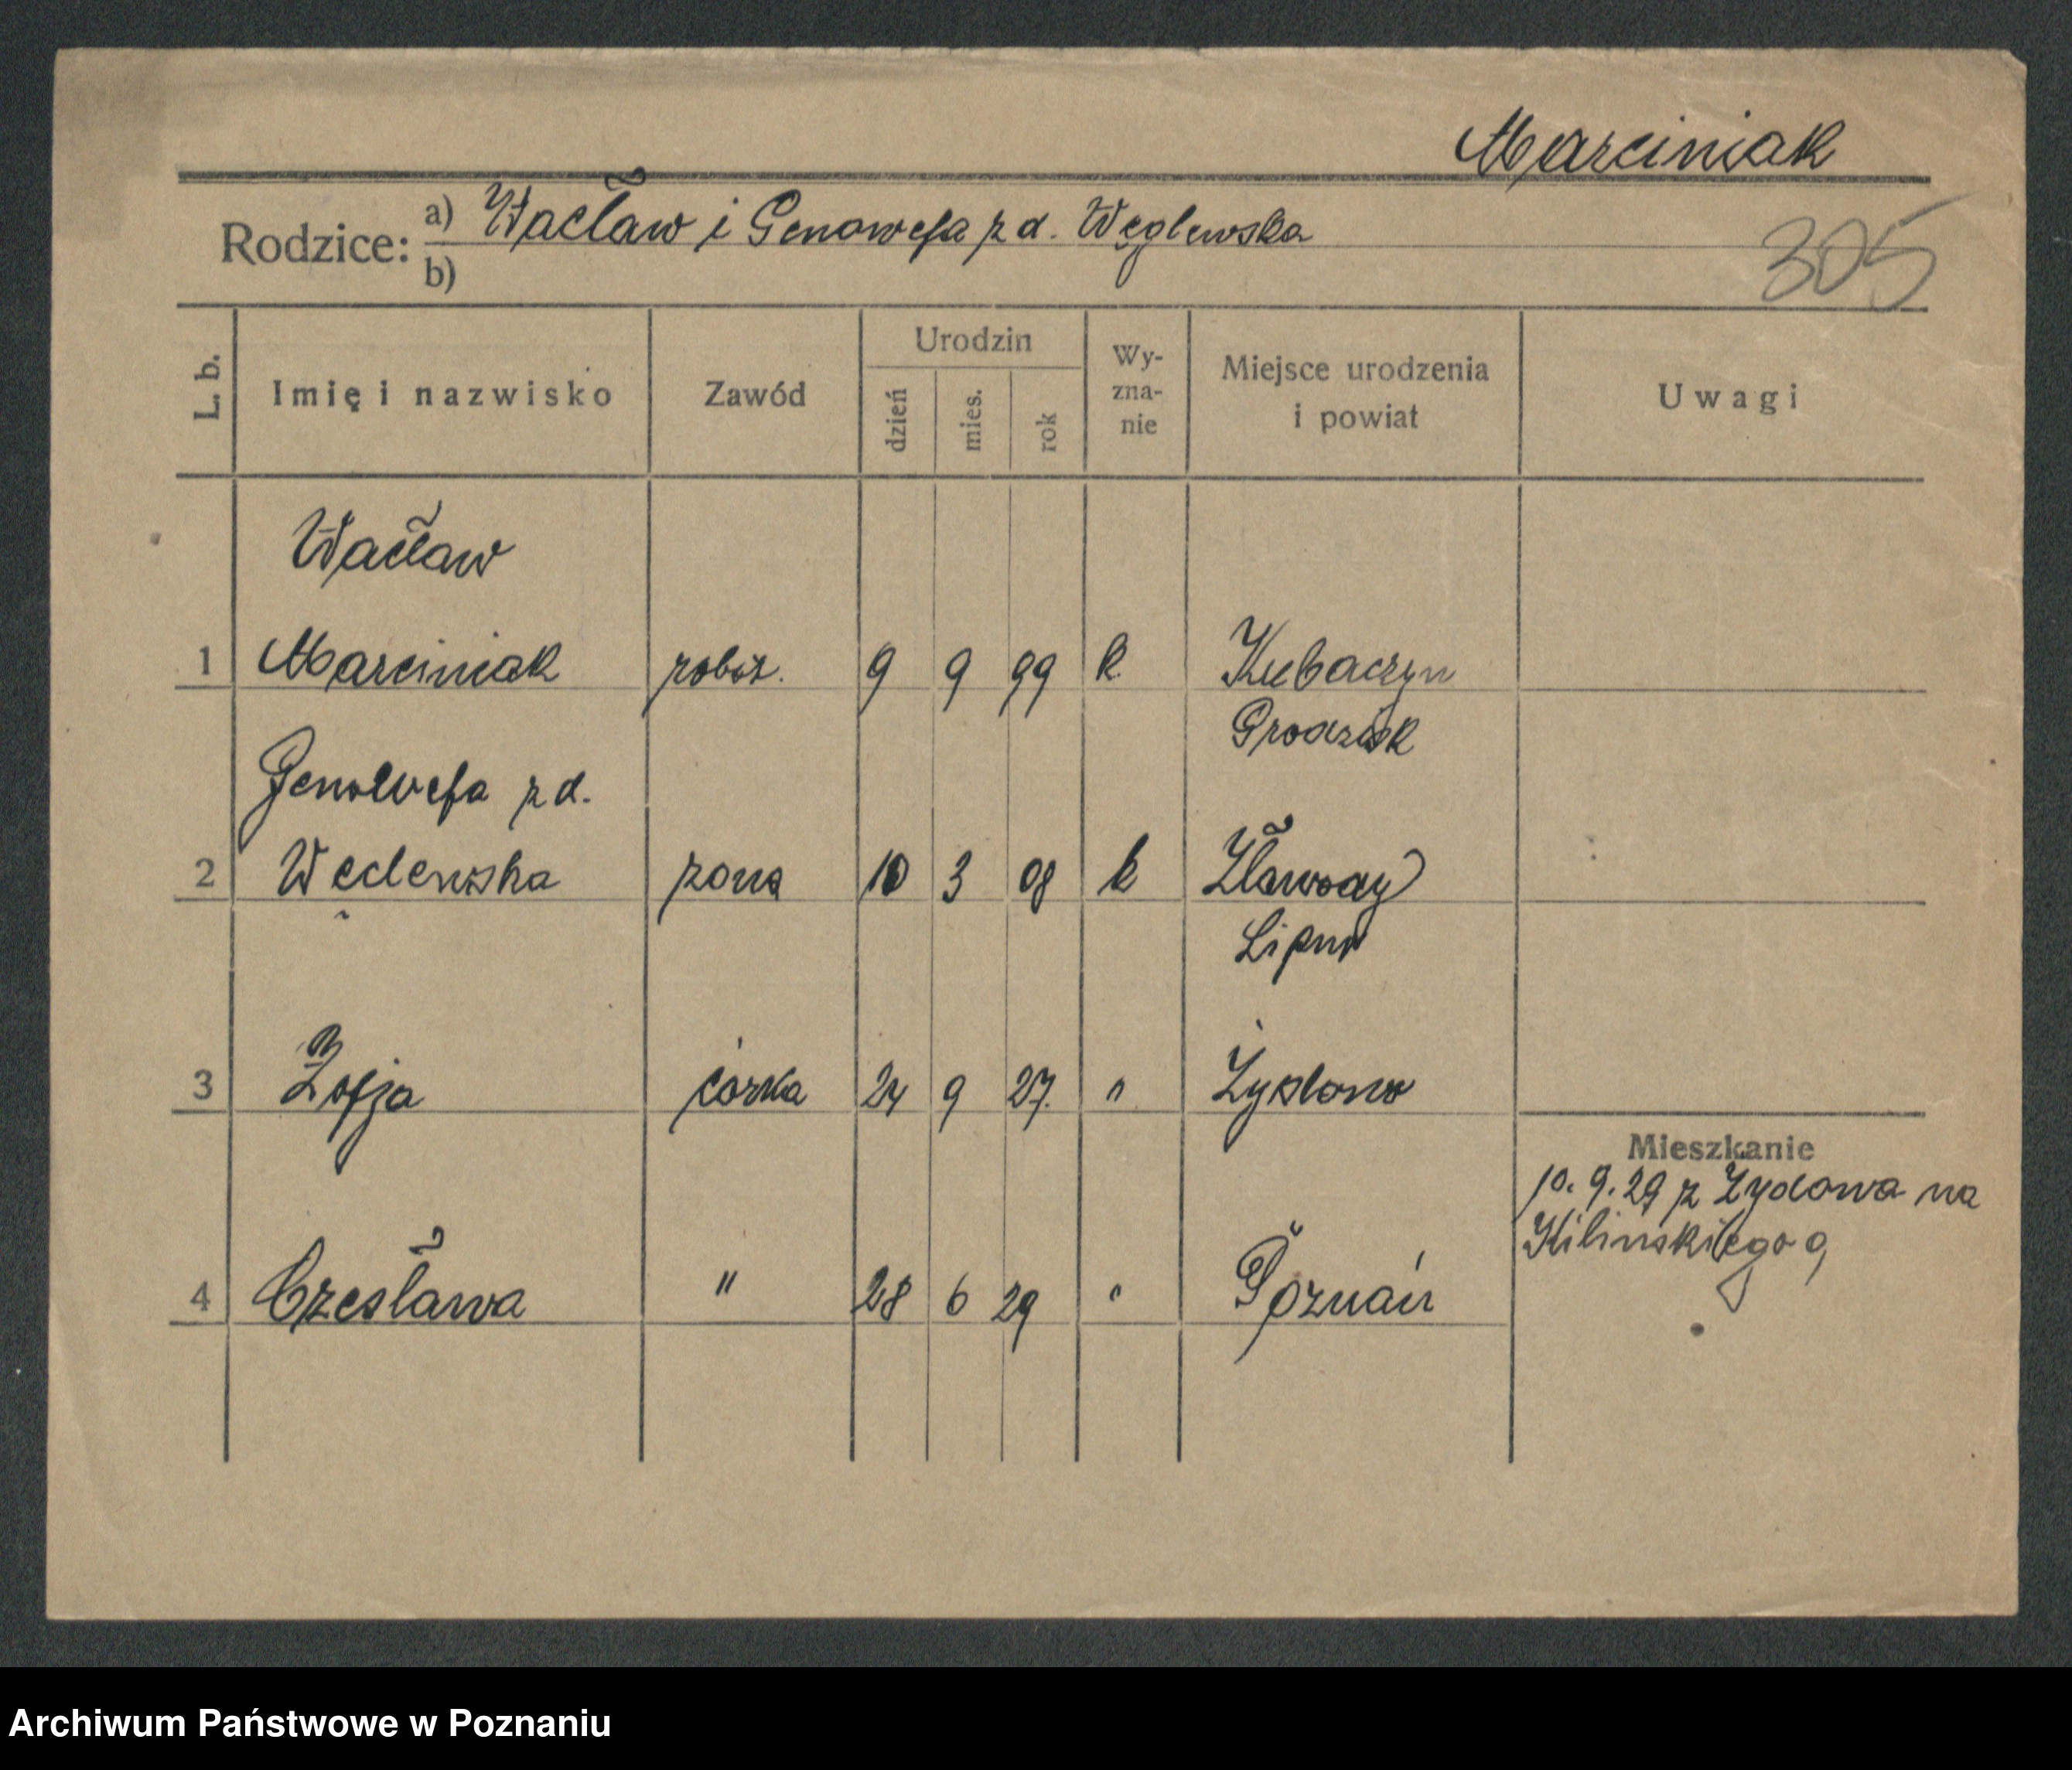 Marciniak
Rodzice: a) Wacław i Genowefa z d. Węglewska
b)
305
L. b. Imię i nazwisko Zawód Urodzin dzień mies. rok Wy-zna-nie Miejsce urodzenia i powiat Uwagi
Wacław
1 Marciniak robot. 9 9 99 k Kubaczyn
Grodzisk
Genowefa z d.
2 Węclewska żona 10 3 08 k
Lipno
3 Zofja córka 24 9 27. " Żydowo
Mieszkanie
10. 9. 29 z Żydowa na
Kilinskiego 9
4 Czesława " 28 6 29 " Poznań
Archiwum Państwowe w Poznaniu